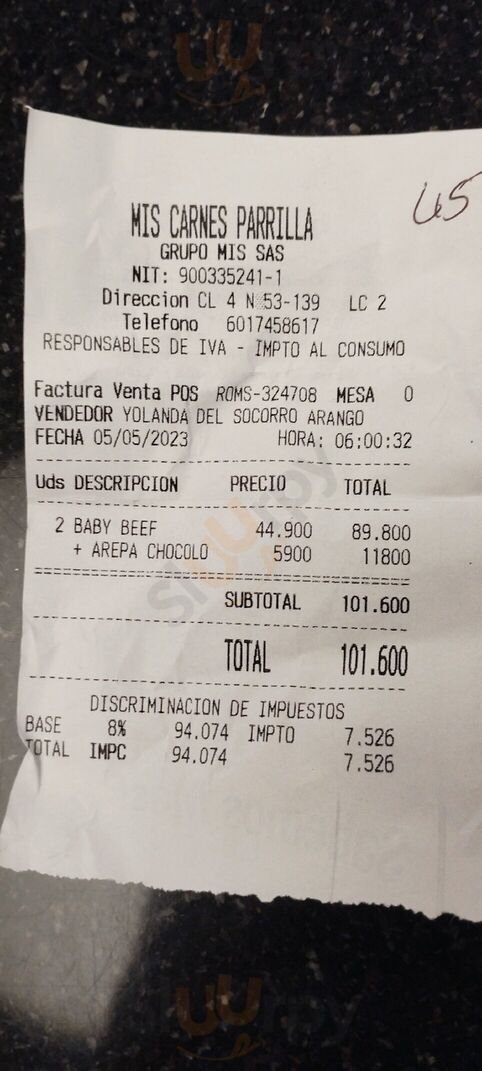 45
MIS CARNES PARRILLA
GRUPO MIS SAS
NIT: 900335241-1
Direccion CL 4 N 53-139 LC 2
Telefono 6017458617
RESPONSABLES DE IVA - IMPTO AL CONSUMO
Factura Venta POS ROMS-324708 MESA 0
VENDEDOR YOLANDA DEL SOCORRO ARANGO
FECHA 05/05/2023 HORA: 06:00:32
Uds DESCRIPCION PRECIO TOTAL
2 BABY BEEF 44.900 89.800
+ AREPA CHOCOLO 5900 11800
SUBTOTAL 101.600
TOTAL 101.600
DISCRIMINACION DE IMPUESTOS
BASE 8% 94.074 IMPTO 7.526
TOTAL IMPC 94.074 7.526
sluurpy